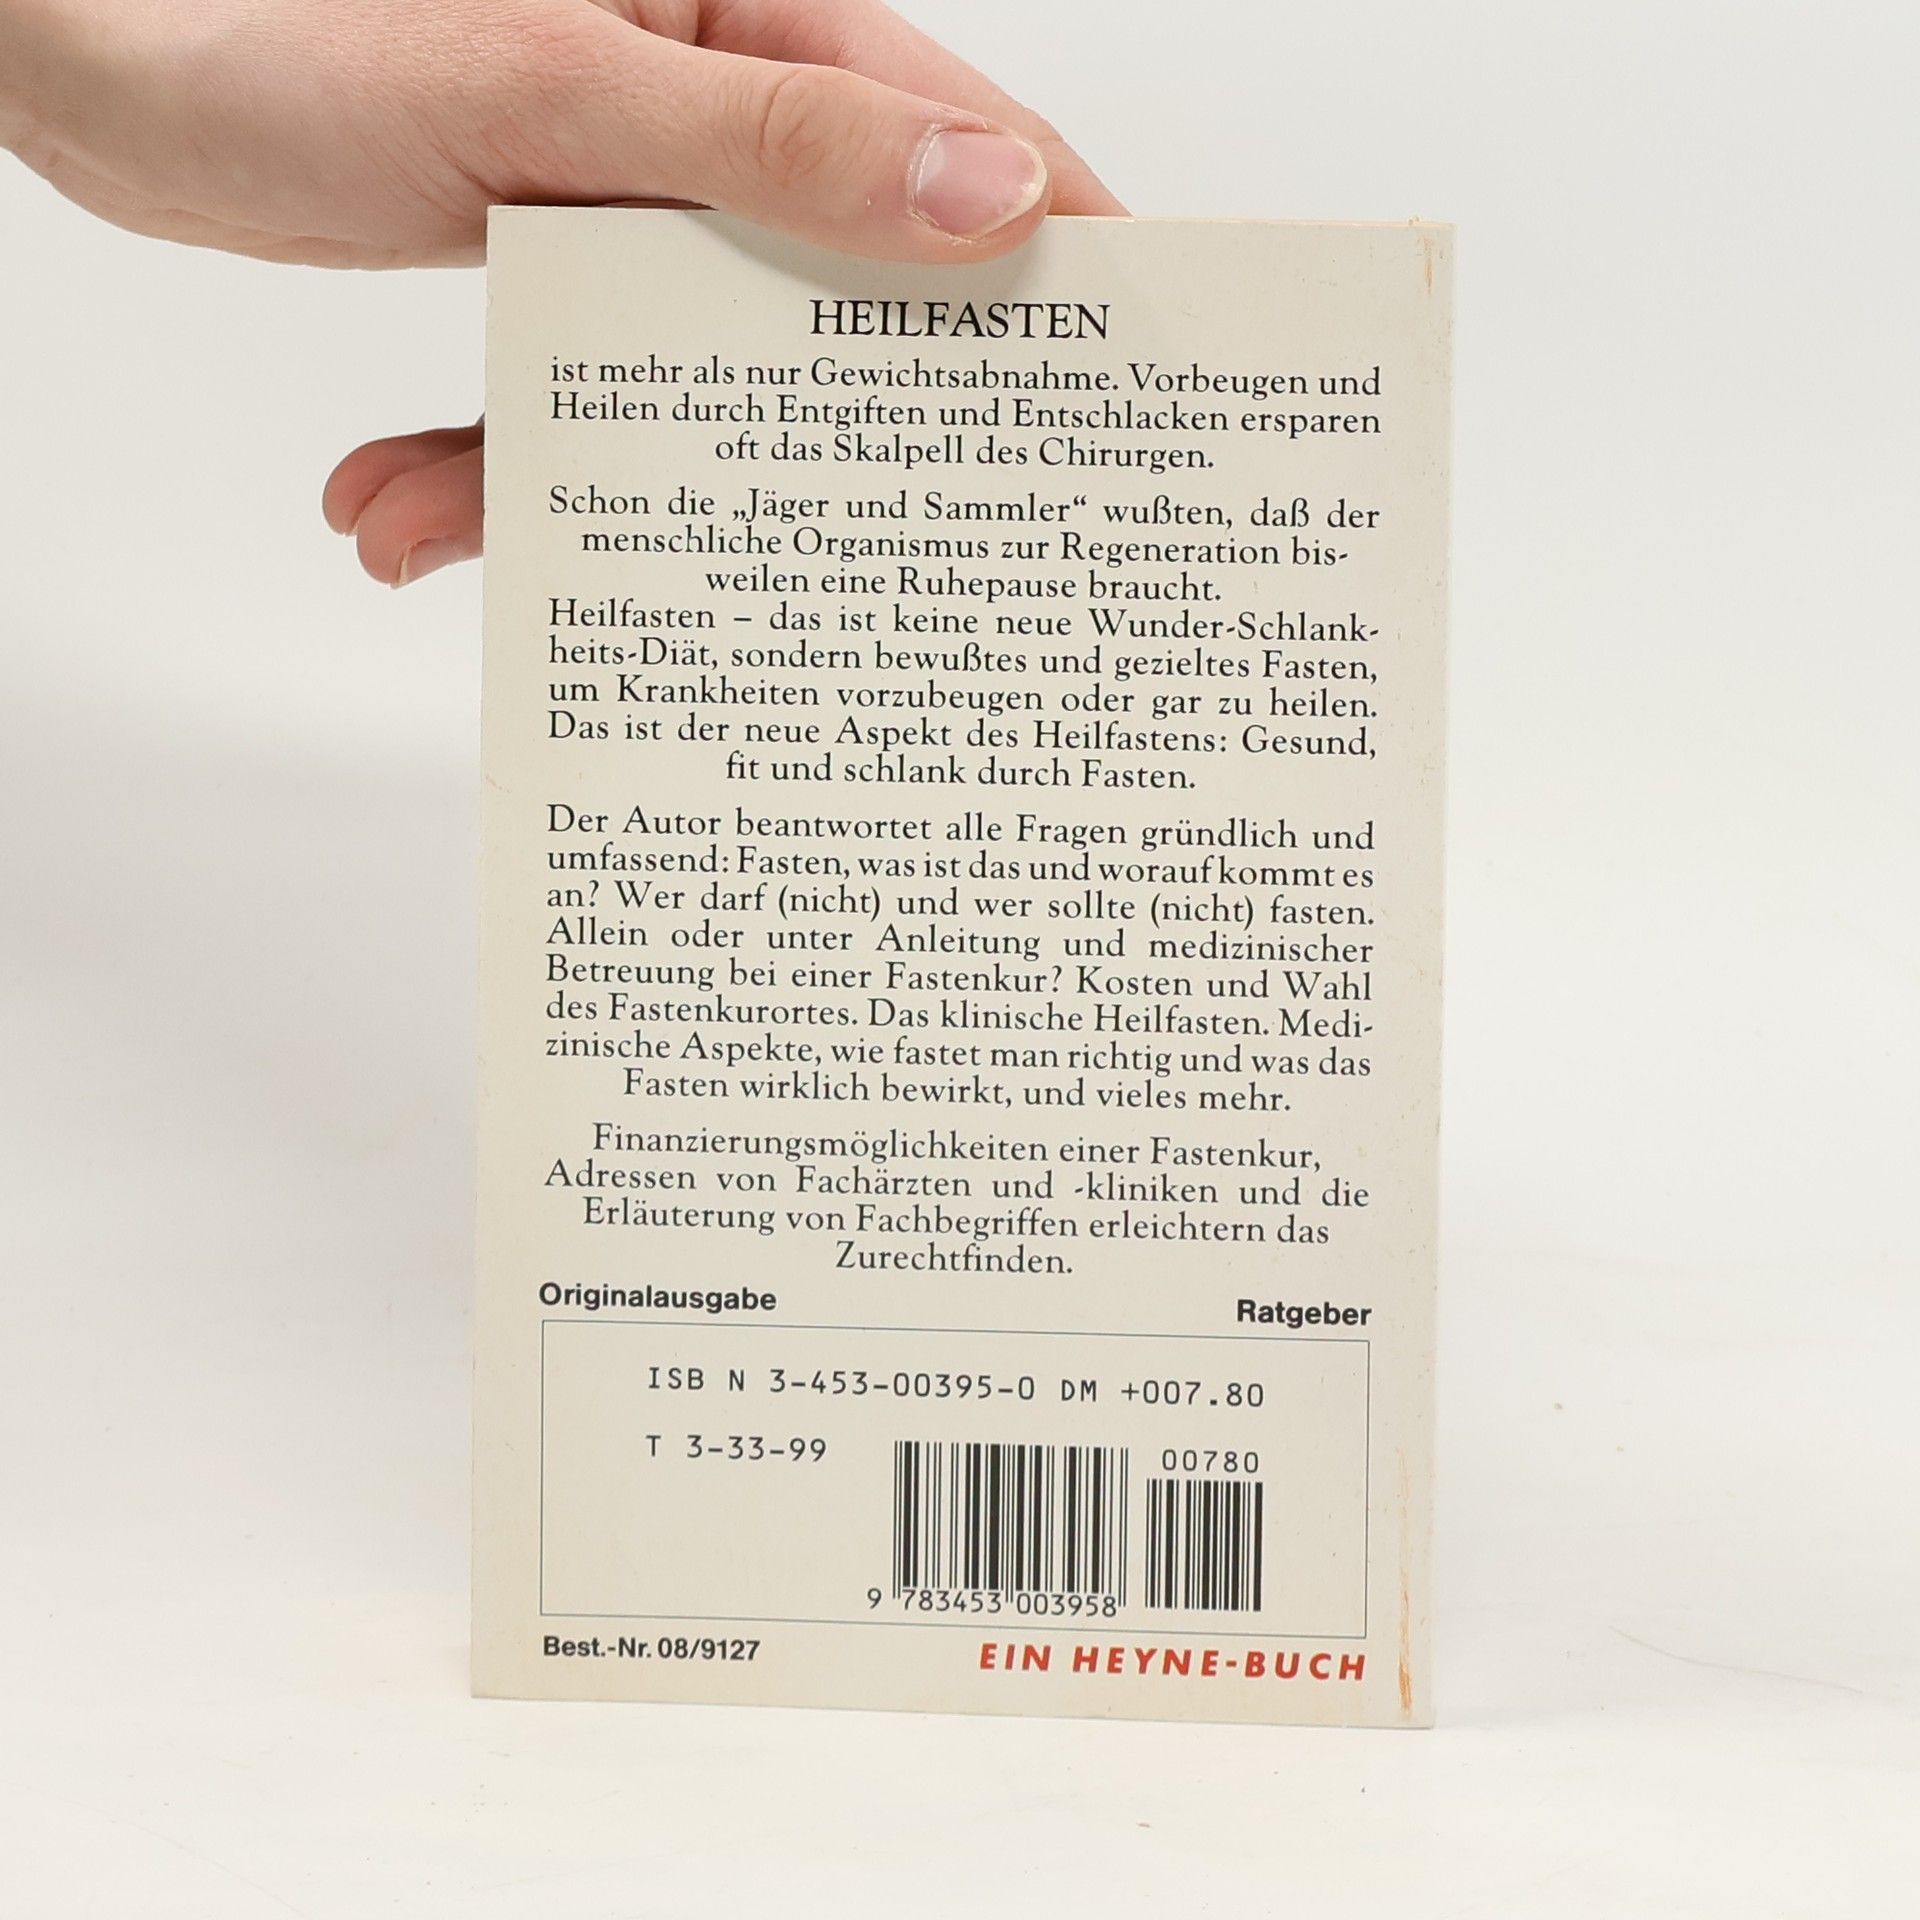 HEILFASTEN
ist mehr als nur Gewichtsabnahme. Vorbeugen und
Heilen durch Entgiften und Entschlacken ersparen
oft das Skalpell des Chirurgen.
Schon die „Jäger und Sammler“ wußten, daß der
menschliche Organismus zur Regeneration bis-
weilen eine Ruhepause braucht.
Heilfasten – das ist keine neue Wunder-Schlank-
heits-Diät, sondern bewußtes und gezieltes Fasten,
um Krankheiten vorzubeugen oder gar zu heilen.
Das ist der neue Aspekt des Heilfastens: Gesund,
fit und schlank durch Fasten.
Der Autor beantwortet alle Fragen gründlich und
umfassend: Fasten, was ist das und worauf kommt es
an? Wer darf (nicht) und wer sollte (nicht) fasten.
Allein oder unter Anleitung und medizinischer
Betreuung bei einer Fastenkur? Kosten und Wahl
des Fastenkurortes. Das klinische Heilfasten. Medi-
zinische Aspekte, wie fastet man richtig und was das
Fasten wirklich bewirkt, und vieles mehr.
Finanzierungsmöglichkeiten einer Fastenkur,
Adressen von Fachärzten und -kliniken und die
Erläuterung von Fachbegriffen erleichtern das
Zurechtfinden.
Originalausgabe Ratgeber
ISB N 3-453-00395-0 DM +007.80
T 3-33-99
00780
9 783453 003958
Best.-Nr. 08/9127 EIN HEYNE-BUCH